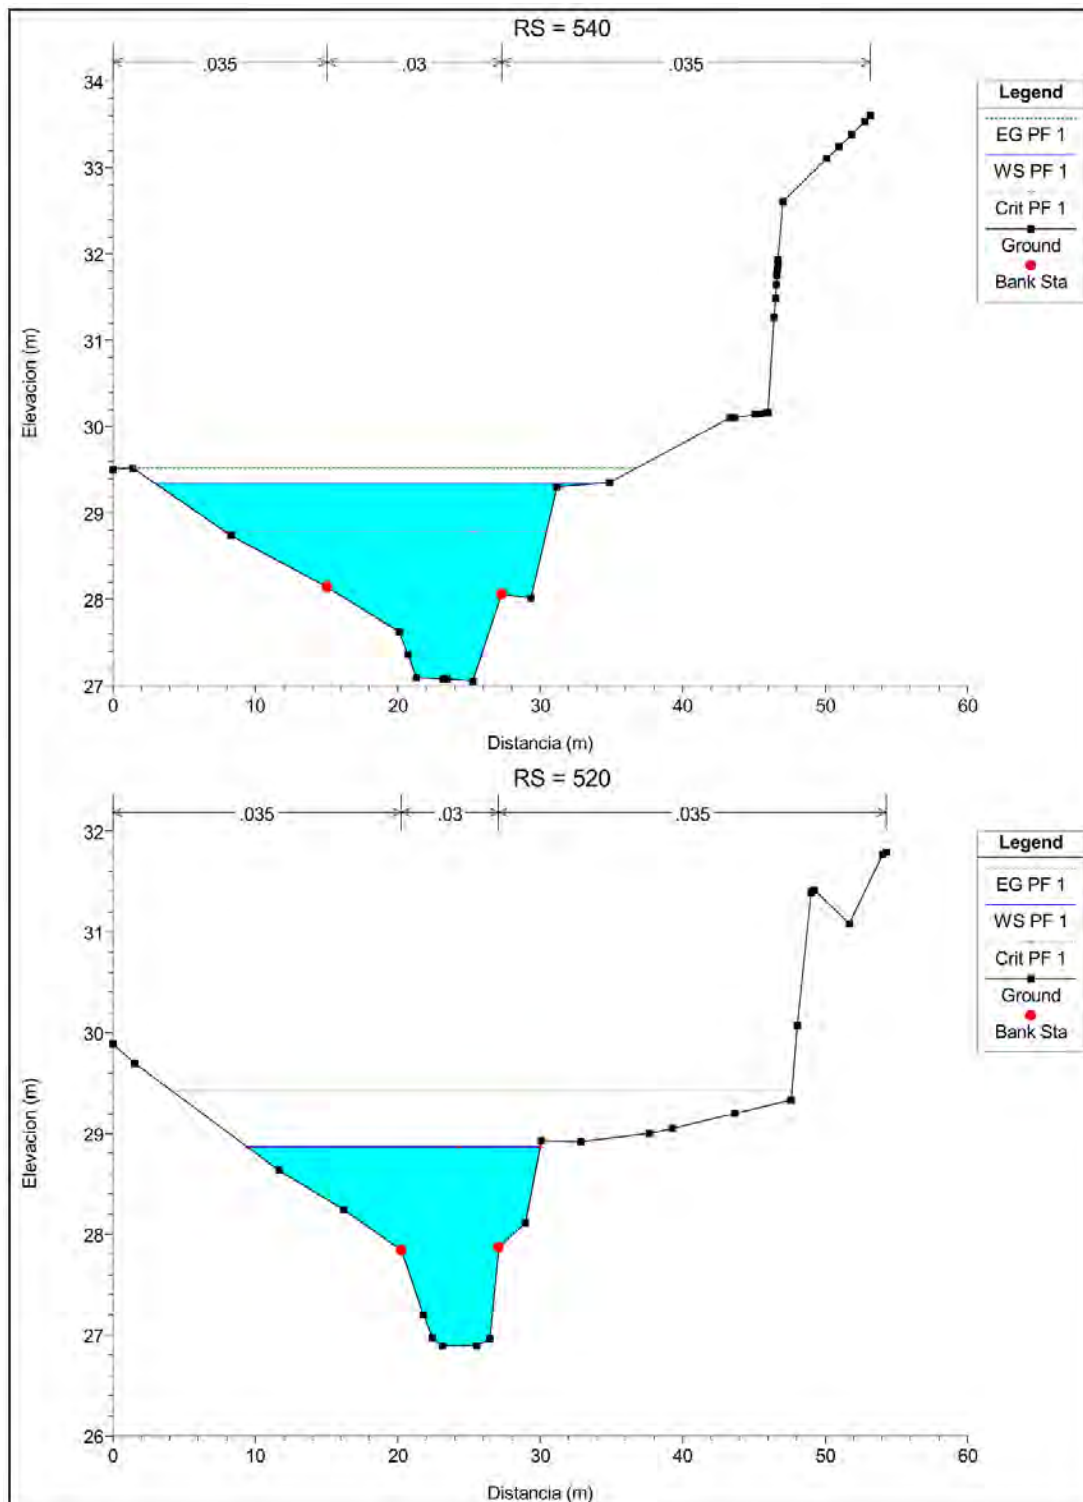 RS = 540
.035
.03
.035
34
33
32
31
30
29
28
27
Elevacion (m)
0
10
20
30
40
50
60
Distancia (m)
Legend
EG PF 1
WS PF 1
Crit PF 1
Ground
Bank Sta
RS = 520
.035
.03
.035
32
31
30
29
28
27
26
Elevacion (m)
0
10
20
30
40
50
60
Distancia (m)
Legend
EG PF 1
WS PF 1
Crit PF 1
Ground
Bank Sta